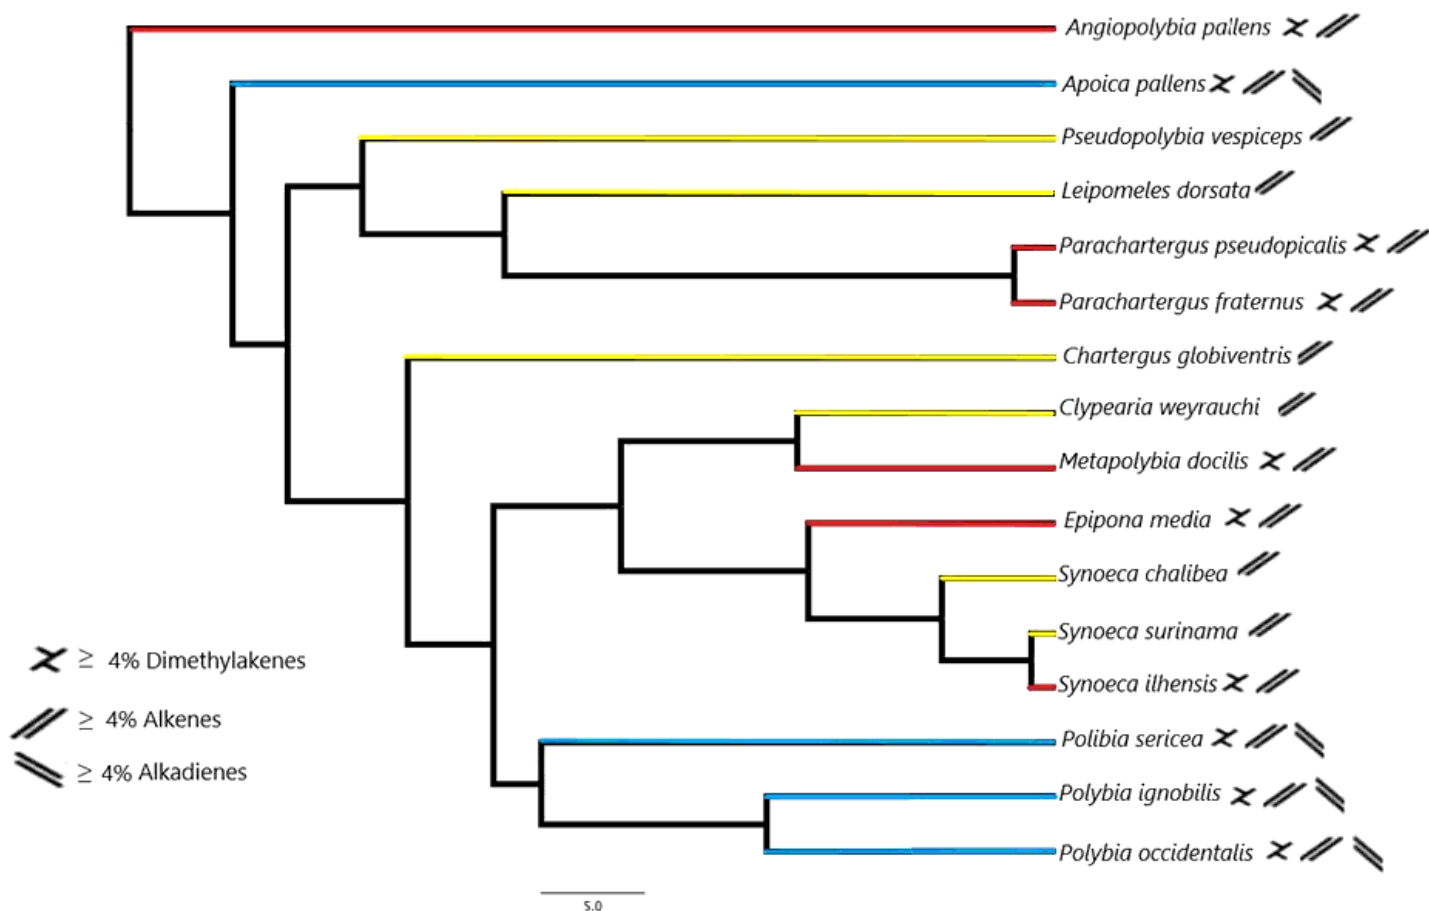 Angiopolybia pallens
Apoica pallens
Pseudopolybia vespiceps
Leipomeles dorsata
Parachartergus pseudopicalis
Parachartergus fraternus
Chartergus globiventris
Clypearia weyrauchi
Metapolybia docilis
Epipona media
Synoeca chalibea
Synoeca surinama
Synoeca ilhensis
Polibia sericea
Polybia ignobilis
Polybia occidentalis
≥ 4% Dimethylakenes
≥ 4% Alkenes
≥ 4% Alkadienes
5.0